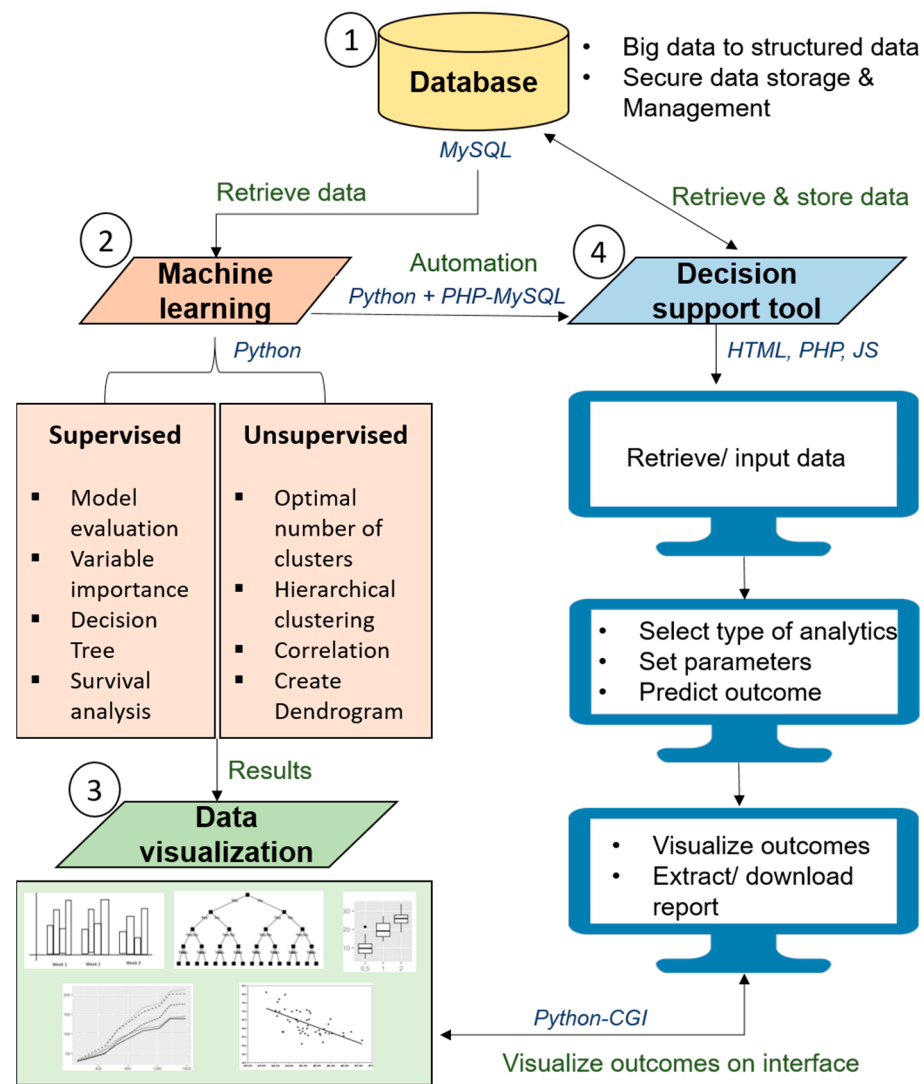 1
Database
• Big data to structured data
• Secure data storage &
Management
MySQL
Retrieve data
Retrieve & store data
2
Machine
learning
Automation
Python + PHP-MySQL
4
Decision
support tool
Python
HTML, PHP, JS
Supervised
▪ Model
evaluation
▪ Variable
importance
▪ Decision
Tree
▪ Survival
analysis
Unsupervised
▪ Optimal
number of
clusters
▪ Hierarchical
clustering
▪ Correlation
▪ Create
Dendrogram
Retrieve/ input data
• Select type of analytics
• Set parameters
• Predict outcome
Results
3
Data
visualization
• Visualize outcomes
• Extract/ download
report
Week 1 Week 2 Week 3
30
20
10
0.5 1 2
Python-CGI
Visualize outcomes on interface